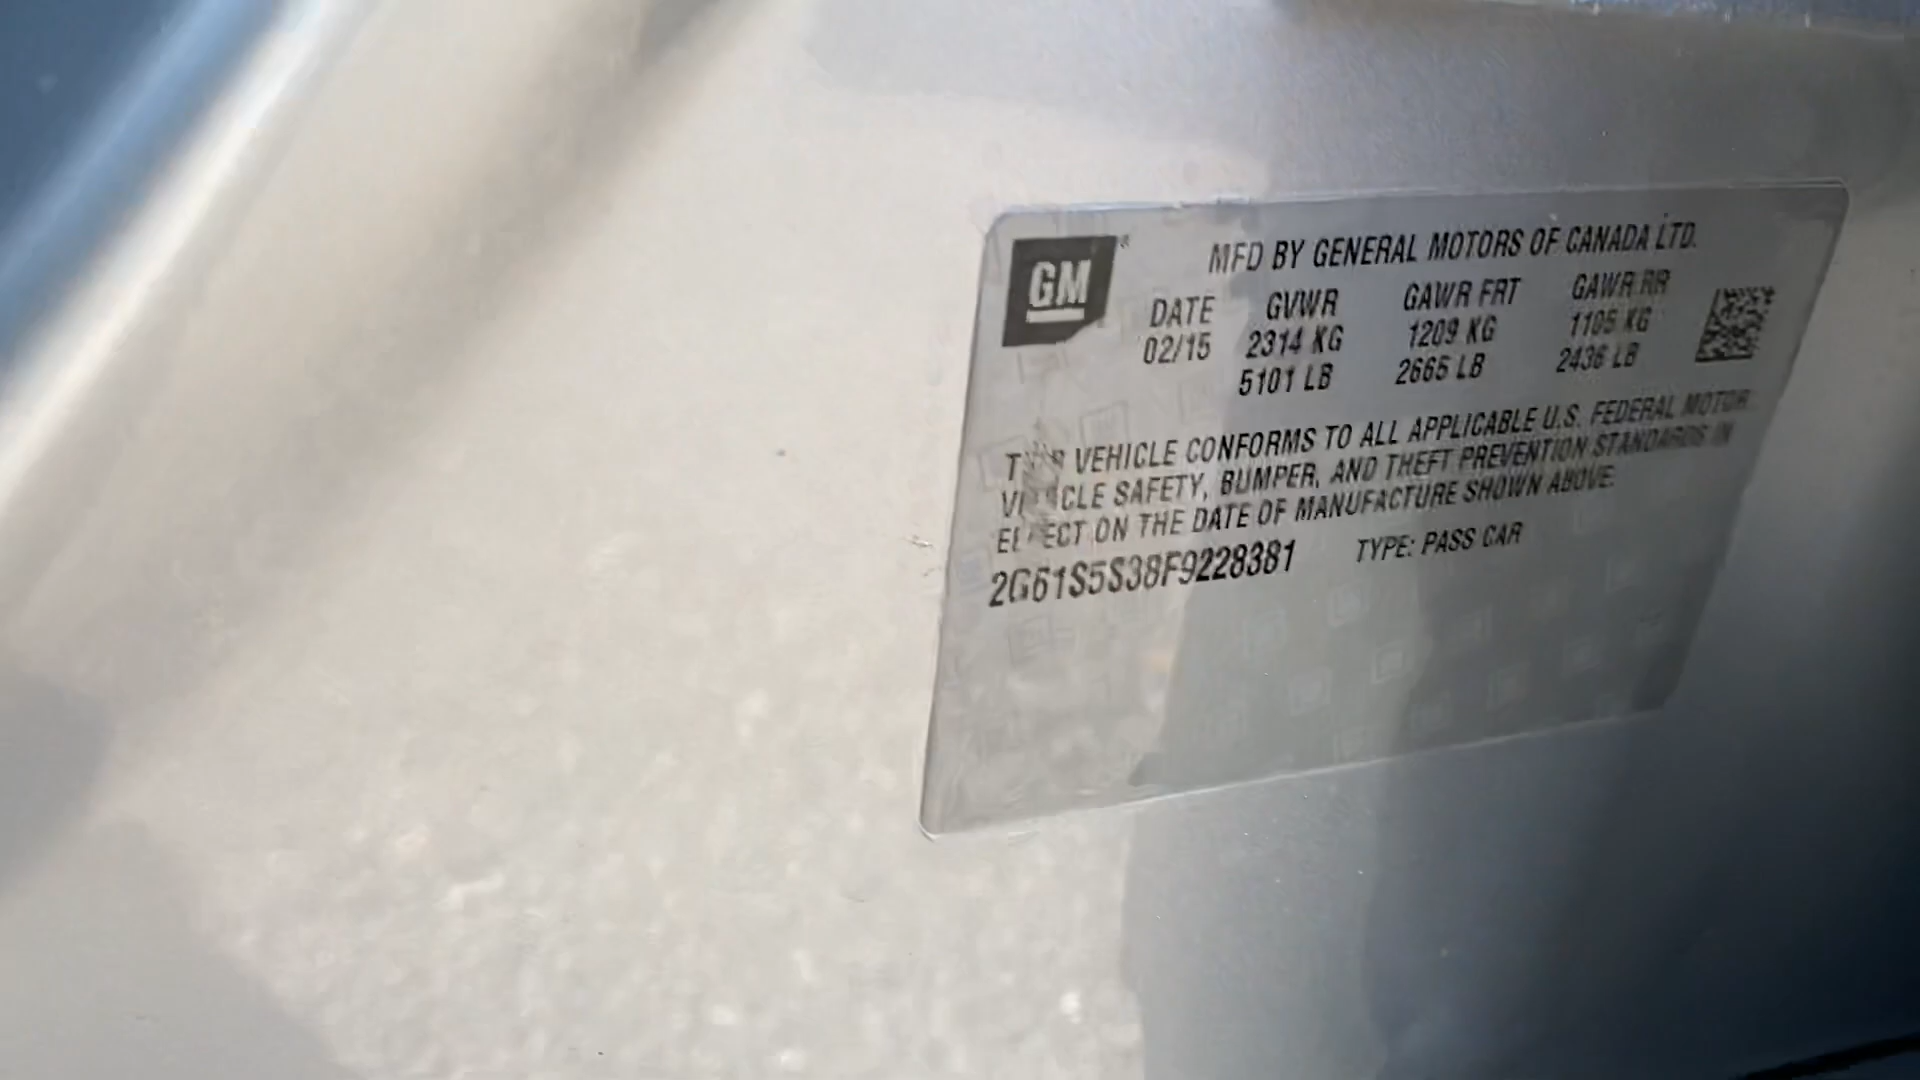 GM
MFD BY GENERAL MOTORS OF CANADA LTD.
DATE GVWR GAWR FRT GAWR RR
02/15 2314 KG 1209 KG 1105 KG
5101 LB 2665 LB 2436 LB
VEHICLE CONFORMS TO ALL APPLICABLE U.S. FEDERAL MOTOR
VEHICLE SAFETY, BUMPER, AND THEFT PREVENTION STANDARDS IN
EFFECT ON THE DATE OF MANUFACTURE SHOWN ABOVE.
2G61S5S38F9228381 TYPE: PASS CAR